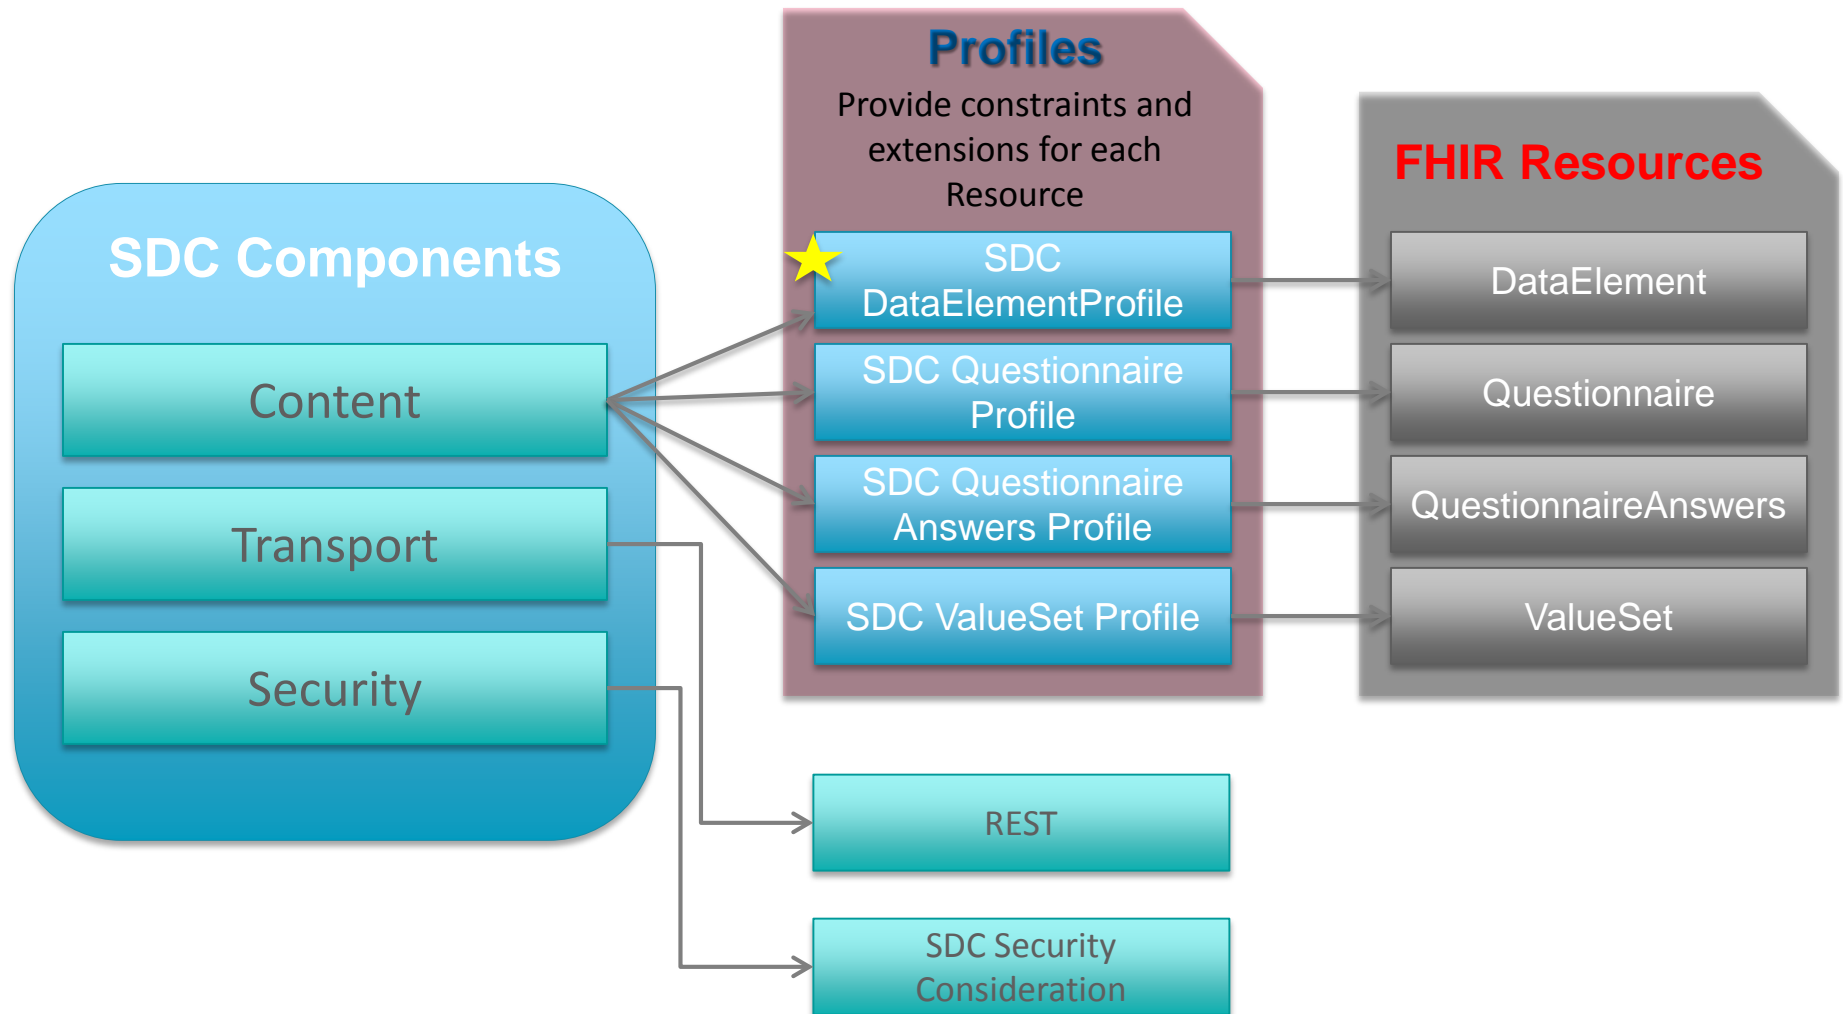 SDC Components
Content
Transport
Security
Profiles
Provide constraints and
extensions for each
Resource
SDC
DataElementProfile
SDC Questionnaire
Profile
SDC Questionnaire
Answers Profile
SDC ValueSet Profile
FHIR Resources
DataElement
Questionnaire
QuestionnaireAnswers
ValueSet
REST
SDC Security
Consideration